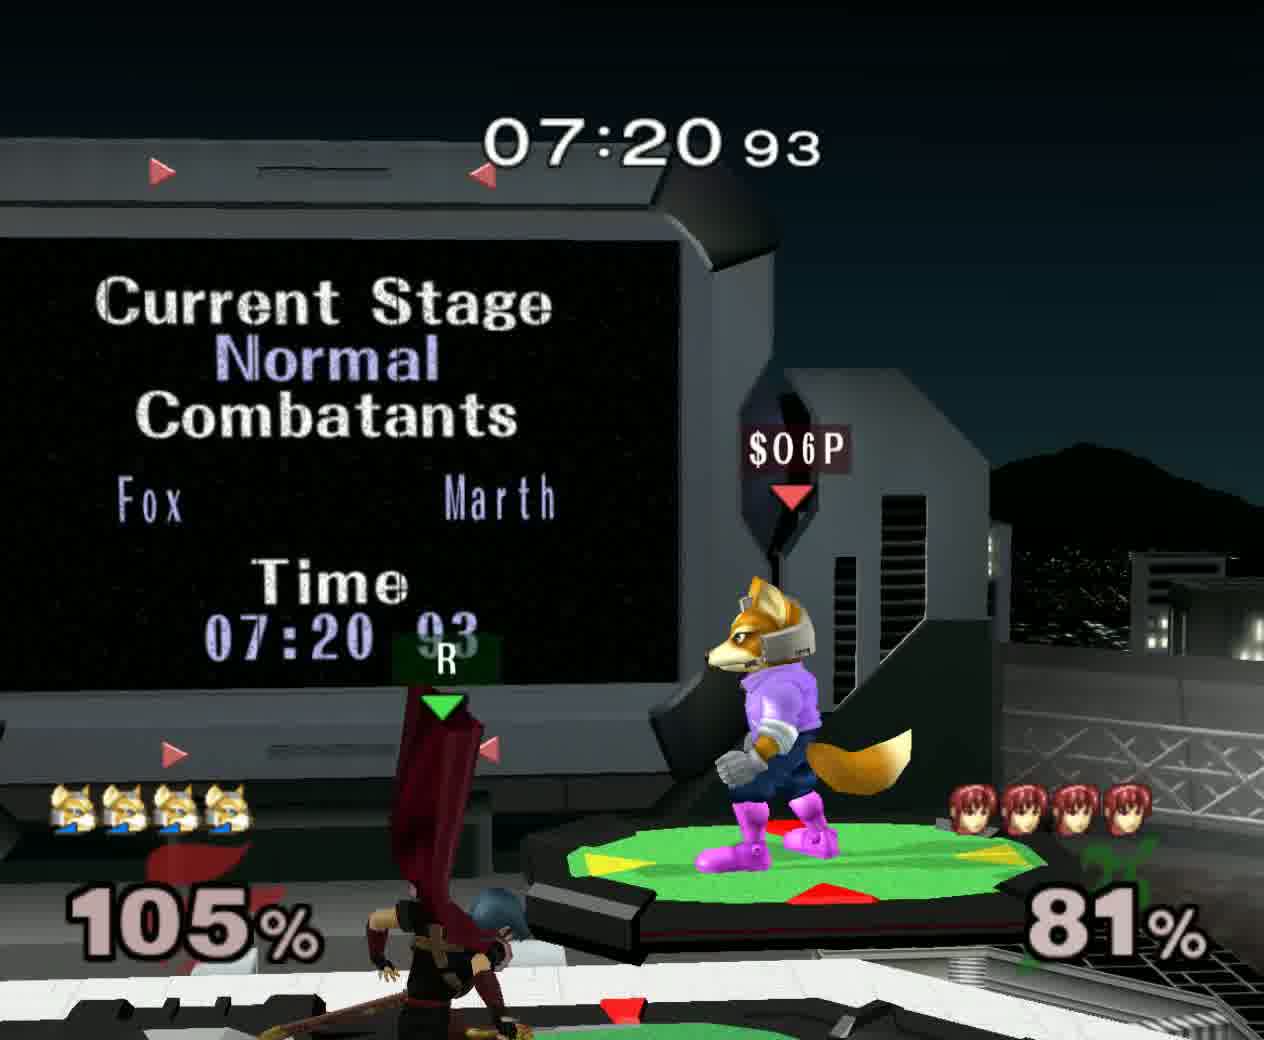 07:20 93
Current Stage
Normal
Combatants
Fox Marth
Time
07:20 93
$06P
R
105%
81%